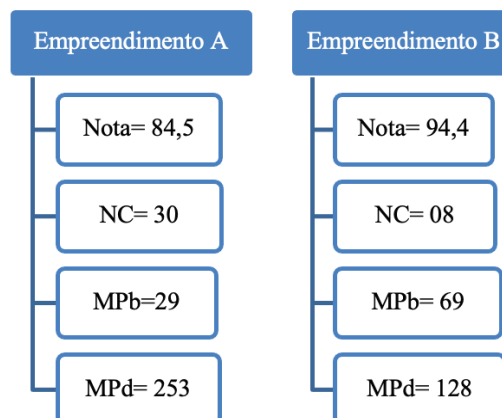 Empreendimento A
Nota= 84,5
NC= 30
MPb=29
MPd= 253
Empreendimento B
Nota= 94,4
NC= 08
MPb= 69
MPd= 128